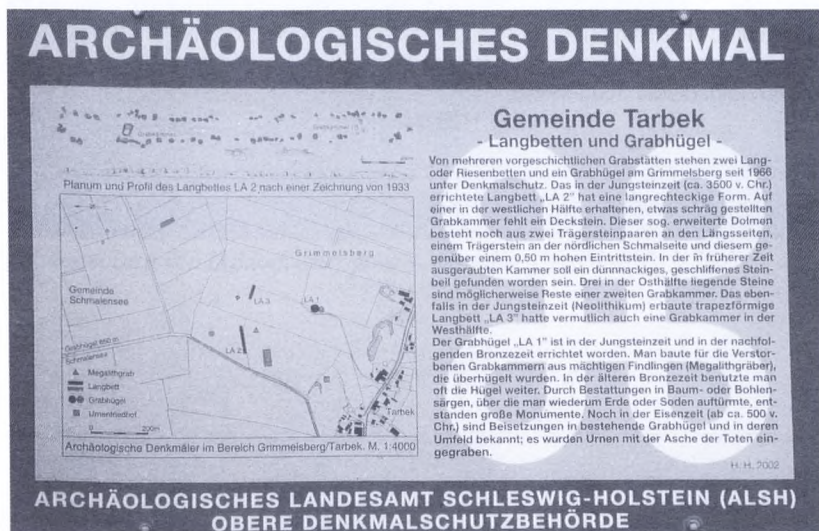 ARCHÄOLOGISCHES DENKMAL
Planum und Profil des Langbettes LA 2 nach einer Zeichnung von 1933
Grimmelsberg
Gemeinde
Schmalensee
LA 3
LA 1
LA 2
Grabhügel 650 m
Schmalensee
Megalithgrab
Langbett
Grabhügel
Urnenfriedhof
0 200m
Tarbek
Archäologische Denkmäler im Bereich Grimmelsberg/Tarbek. M. 1:4000
Gemeinde Tarbek
- Langbetten und Grabhügel -
Von mehreren vorgeschichtlichen Grabstätten stehen zwei Lang-
oder Riesenbetten und ein Grabhügel am Grimmelsberg seit 1966
unter Denkmalschutz. Das in der Jungsteinzeit (ca. 3500 v. Chr.)
errichtete Langbett „LA 2" hat eine langrechteckige Form. Auf
einer in der westlichen Hälfte erhaltenen, etwas schräg gestellten
Grabkammer fehlt ein Deckstein. Dieser sog. erweiterte Dolmen
besteht noch aus zwei Trägersteinpaaren an den Längsseiten,
einem Trägerstein an der nördlichen Schmalseite und diesem ge-
genüber einem 0,50 m hohen Eintrittstein. In der in früherer Zeit
ausgeraubten Kammer soll ein dünnnackiges, geschliffenes Stein-
beil gefunden worden sein. Drei in der Osthälfte liegende Steine
sind möglicherweise Reste einer zweiten Grabkammer. Das eben-
falls in der Jungsteinzeit (Neolithikum) erbaute trapezförmige
Langbett „LA 3" hatte vermutlich auch eine Grabkammer in der
Westhälfte.
Der Grabhügel „LA 1" ist in der Jungsteinzeit und in der nachfol-
genden Bronzezeit errichtet worden. Man baute für die Verstor-
benen Grabkammern aus mächtigen Findlingen (Megalithgräber),
die überhügelt wurden. In der älteren Bronzezeit benutzte man
oft die Hügel weiter. Durch Bestattungen in Baum- oder Bohlen-
särgen, über die man wiederum Erde oder Soden auftürmte, ent-
standen große Monumente. Noch in der Eisenzeit (ab ca. 500 v.
Chr.) sind Beisetzungen in bestehende Grabhügel und in deren
Umfeld bekannt; es wurden Urnen mit der Asche der Toten ein-
gegraben.
H. H. 2002
ARCHÄOLOGISCHES LANDESAMT SCHLESWIG-HOLSTEIN (ALSH)
OBERE DENKMALSCHUTZBEHÖRDE